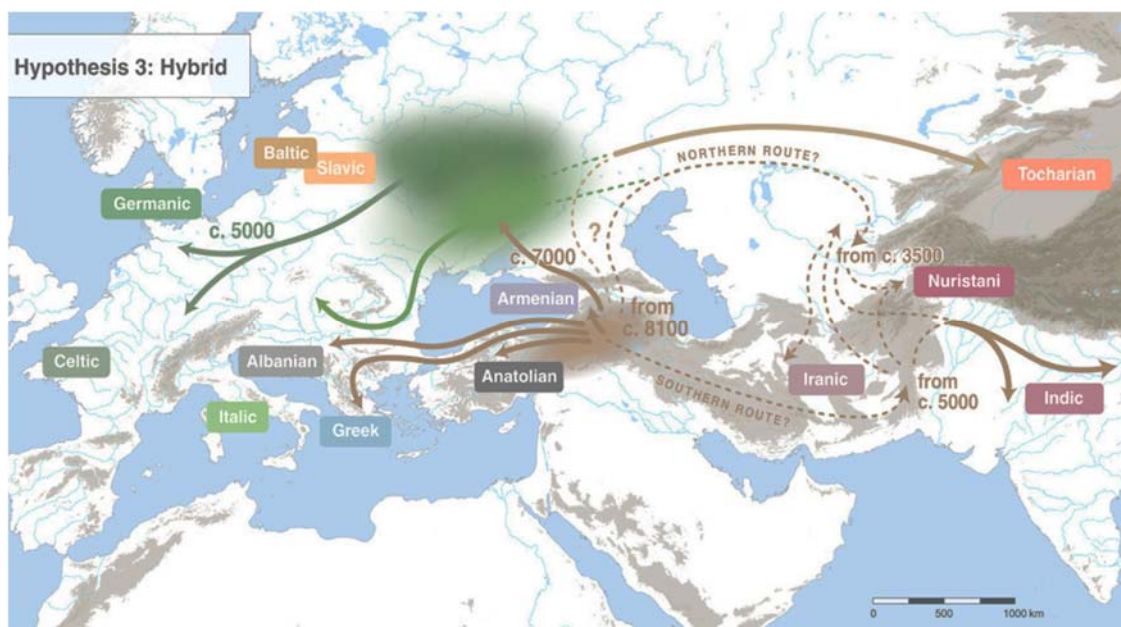 Hypothesis 3: Hybrid
Baltic
Slavic
Germanic
c. 5000
NORTHERN ROUTE?
Tocharian
?
c. 7000
from c. 3500
Nuristani
Armenian
from
c. 8100
Celtic
Albanian
Anatolian
Iranic
from
c. 5000
Indic
SOUTHERN ROUTE?
Italic
Greek
0 500 1000 km